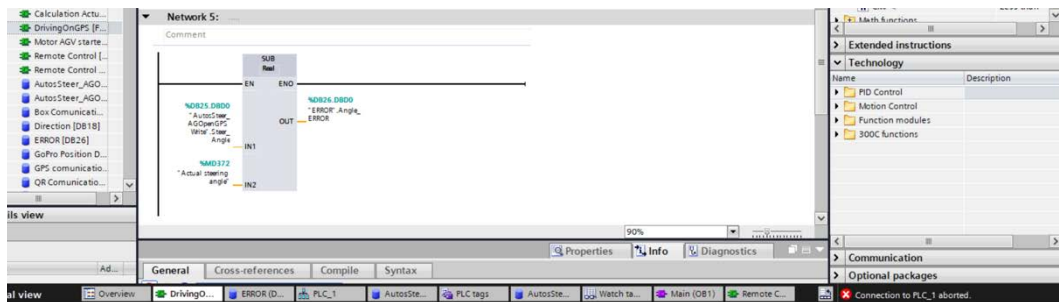 Calculation Actu...
DrivingOnGPS [F...
Motor AGV starte...
Remote Control [...
Remote Control ...
AutosSteer_AGO...
AutosSteer_AGO...
Box Comunicati...
Direction [DB18]
ERROR [DB26]
GoPro Position D...
GPS comunicatio...
QR Comunicatio...
ils view
Ad...
al view
Overview
Network 5:
Comment
SUB
Real
EN ENO
%DB25.DBD0
"AutosSteer_
AGOpenGPS
Write".Steer_
Angle
IN1
%MD372
"Actual steering
angle"
IN2
OUT
%DB26.DBD0
"ERROR".Angle_
ERROR
90%
Properties
Info
Diagnostics
General
Cross-references
Compile
Syntax
DrivingO...
ERROR (D...
PLC_1
AutosSte...
PLC tags
AutosSte...
Watch ta...
Main (OB1)
Remote C...
Math functions
Extended instructions
Technology
Name
Description
PID Control
Motion Control
Function modules
300C functions
Communication
Optional packages
Connection to PLC_1 aborted.